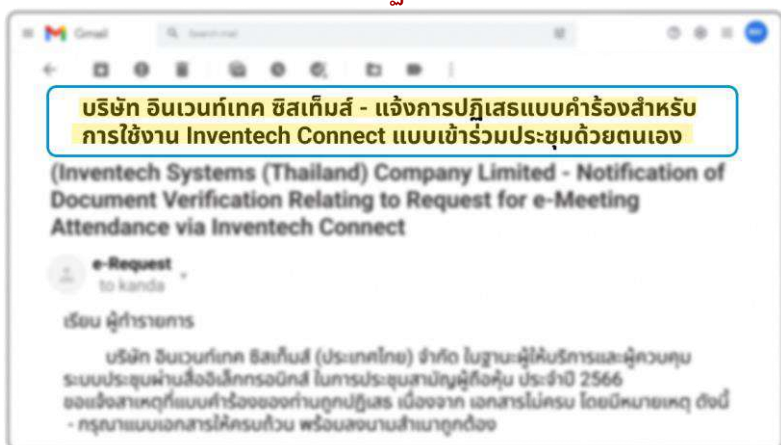 Gmail
Search mail
บริษัท อินเวนท์เทค ซิสเท็มส์ - แจ้งการปฏิเสธแบบคำร้องสำหรับ
การใช้งาน Inventech Connect แบบเข้าร่วมประชุมด้วยตนเอง
(Inventech Systems (Thailand) Company Limited - Notification of
Document Verification Relating to Request for e-Meeting
Attendance via Inventech Connect
e-Request
to kanda
เรียน ผู้ทำรายการ
บริษัท อินเวนท์เทค ซิสเท็มส์ (ประเทศไทย) จำกัด ในฐานะผู้ให้บริการและผู้ควบคุม
ระบบประชุมผ่านสื่ออิเล็กทรอนิกส์ ในการประชุมสามัญผู้ถือหุ้น ประจำปี 2566
ขอแจ้งสาเหตุที่แบบคำร้องของท่านถูกปฏิเสธ เนื่องจาก เอกสารไม่ครบ โดยมีหมายเหตุ ดังนี้
- กรุณาแนบเอกสารให้ครบถ้วน พร้อมลงนามสำเนาถูกต้อง